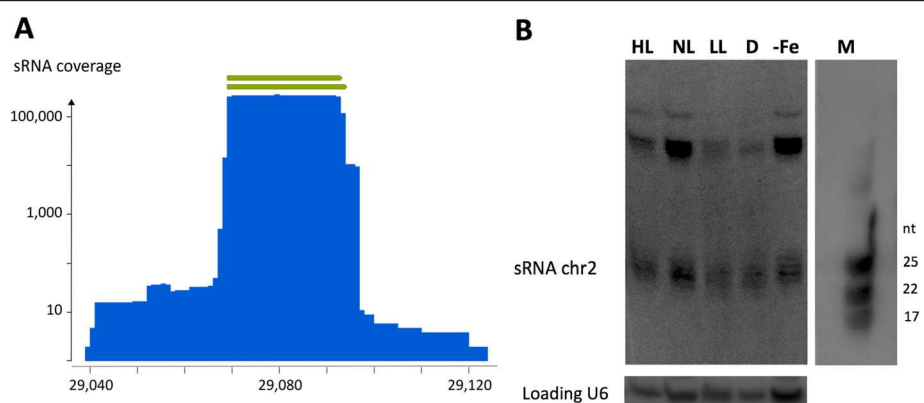 A
sRNA coverage
100,000
1,000
10
29,040 29,080 29,120
B
HL NL LL D -Fe M
nt
sRNA chr2
25
22
17
Loading U6